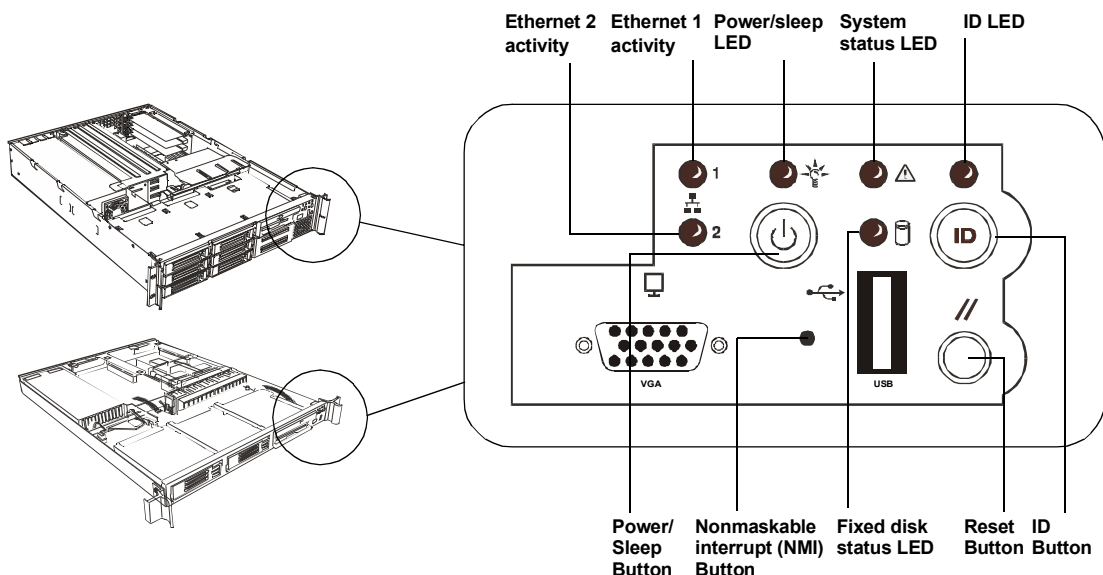 Ethernet 2
activity
Ethernet 1
activity
Power/sleep
LED
System
status LED
ID LED
1
2
ID
VGA
USB
Power/
Sleep
Button
Nonmaskable
interrupt (NMI)
Button
Fixed disk
status LED
Reset
Button
ID
Button